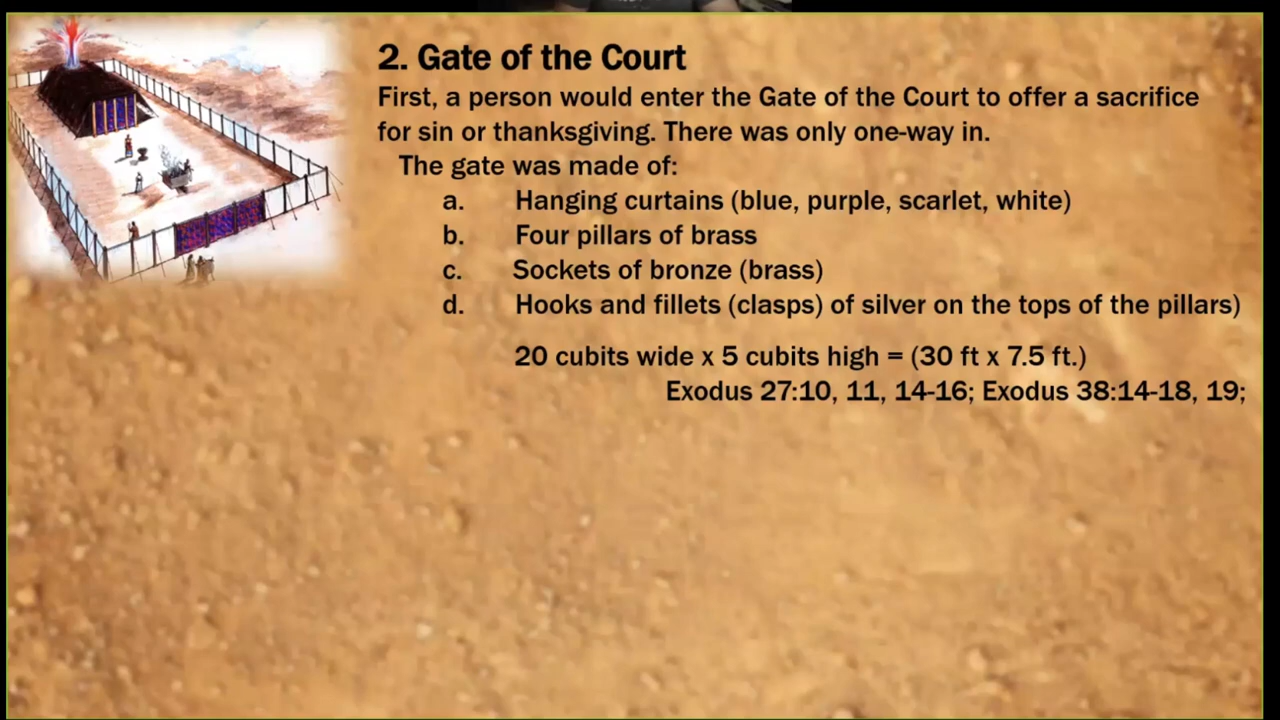 2. Gate of the Court
First, a person would enter the Gate of the Court to offer a sacrifice
for sin or thanksgiving. There was only one-way in.
The gate was made of:
a. Hanging curtains (blue, purple, scarlet, white)
b. Four pillars of brass
c. Sockets of bronze (brass)
d. Hooks and fillets (clasps) of silver on the tops of the pillars)
20 cubits wide x 5 cubits high = (30 ft x 7.5 ft.)
Exodus 27:10, 11, 14-16; Exodus 38:14-18, 19;